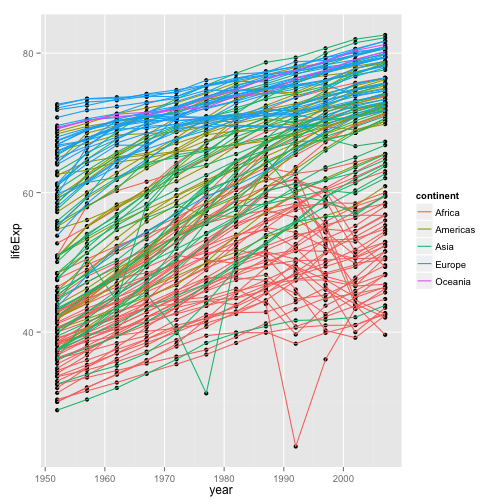 80
60
40
lifeExp
1950
1960
1970
1980
1990
2000
year
continent
Africa
Americas
Asia
Europe
Oceania